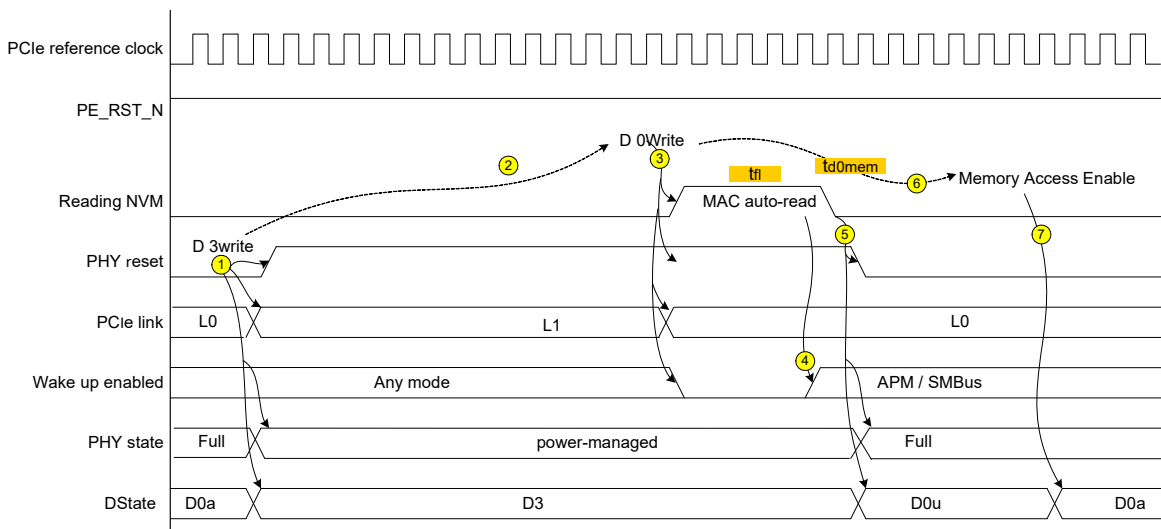 PCIe reference clock
PE_RST_N
D 0Write
3
2
tfl
td0mem
6
Memory Access Enable
Reading NVM
MAC auto-read
D 3write
5
7
1
PHY reset
PCIe link
L0
L1
L0
4
Wake up enabled
Any mode
APM / SMBus
PHY state
Full
power-managed
Full
DState
D0a
D3
D0u
D0a